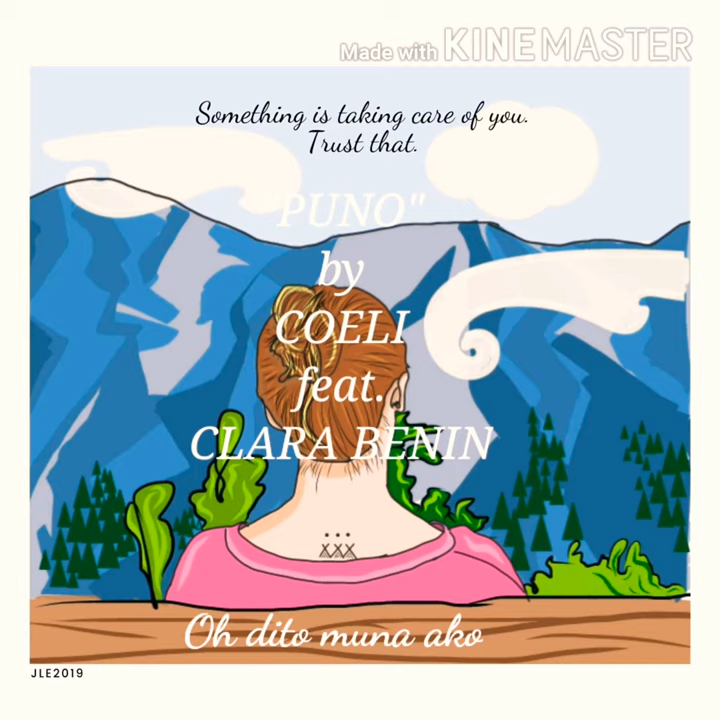 Made with KINEMASTER
Something is taking care of you.
Trust that.
"PUNO"
by
COELI
feat.
CLARA BENIN
XXX
Oh dito muna ako
JLE2019